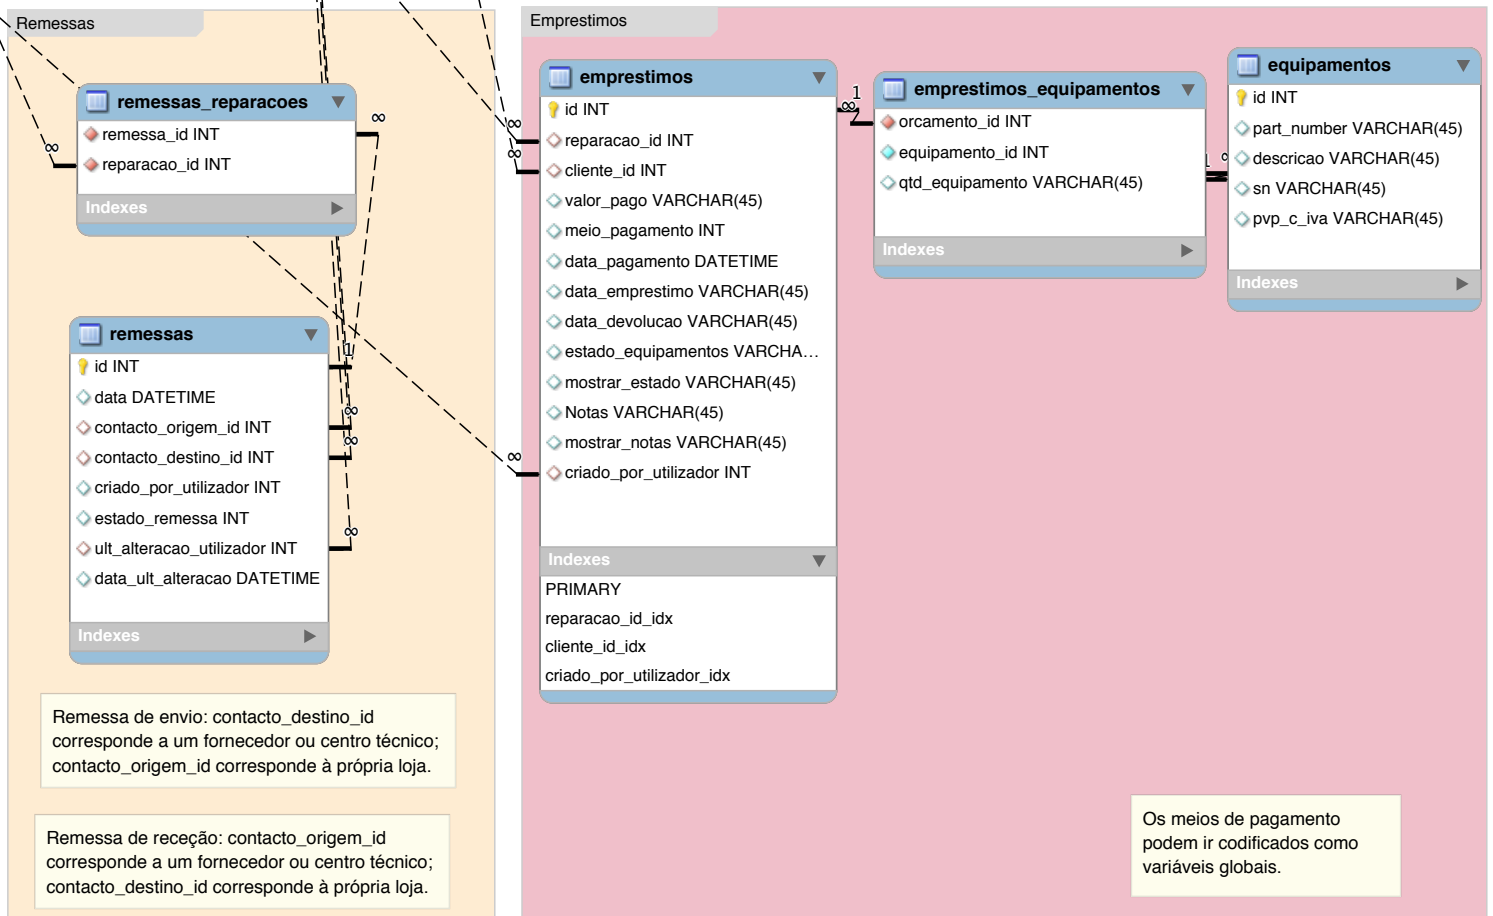 Remessas
remessas_reparacoes
remessa_id INT
reparacao_id INT
Indexes
∞
∞
remessas
id INT
data DATETIME
contacto_origem_id INT
contacto_destino_id INT
criado_por_utilizador INT
estado_remessa INT
ult_alteracao_utilizador INT
data_ult_alteracao DATETIME
Indexes
1
∞
∞
∞
Remessa de envio: contacto_destino_id
corresponde a um fornecedor ou centro técnico;
contacto_origem_id corresponde à própria loja.
Remessa de receção: contacto_origem_id
corresponde a um fornecedor ou centro técnico;
contacto_destino_id corresponde à própria loja.
Emprestimos
emprestimos
id INT
reparacao_id INT
cliente_id INT
valor_pago VARCHAR(45)
meio_pagamento INT
data_pagamento DATETIME
data_emprestimo VARCHAR(45)
data_devolucao VARCHAR(45)
estado_equipamentos VARCHA...
mostrar_estado VARCHAR(45)
Notas VARCHAR(45)
mostrar_notas VARCHAR(45)
criado_por_utilizador INT
Indexes
PRIMARY
reparacao_id_idx
cliente_id_idx
criado_por_utilizador_idx
∞
∞
∞
1
∞
emprestimos_equipamentos
orcamento_id INT
equipamento_id INT
qtd_equipamento VARCHAR(45)
Indexes
1
∞
equipamentos
id INT
part_number VARCHAR(45)
descricao VARCHAR(45)
sn VARCHAR(45)
pvp_c_iva VARCHAR(45)
Indexes
Os meios de pagamento
podem ir codificados como
variáveis globais.